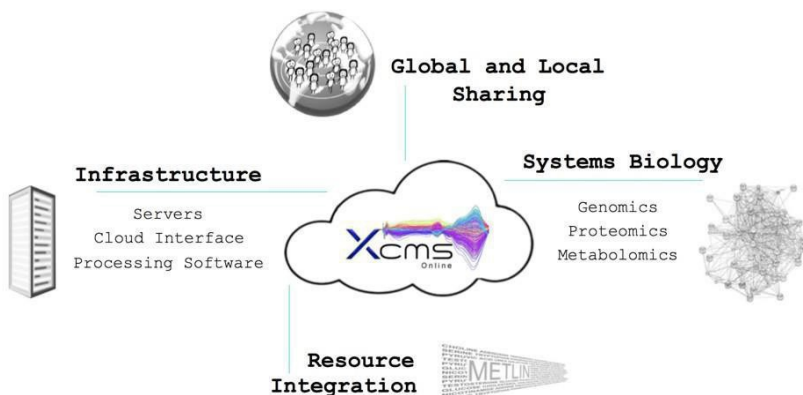 Global and Local
Sharing
Infrastructure
Servers
Cloud Interface
Processing Software
Systems Biology
Genomics
Proteomics
Metabolomics
Xcms
Online
Resource
Integration
METLIN